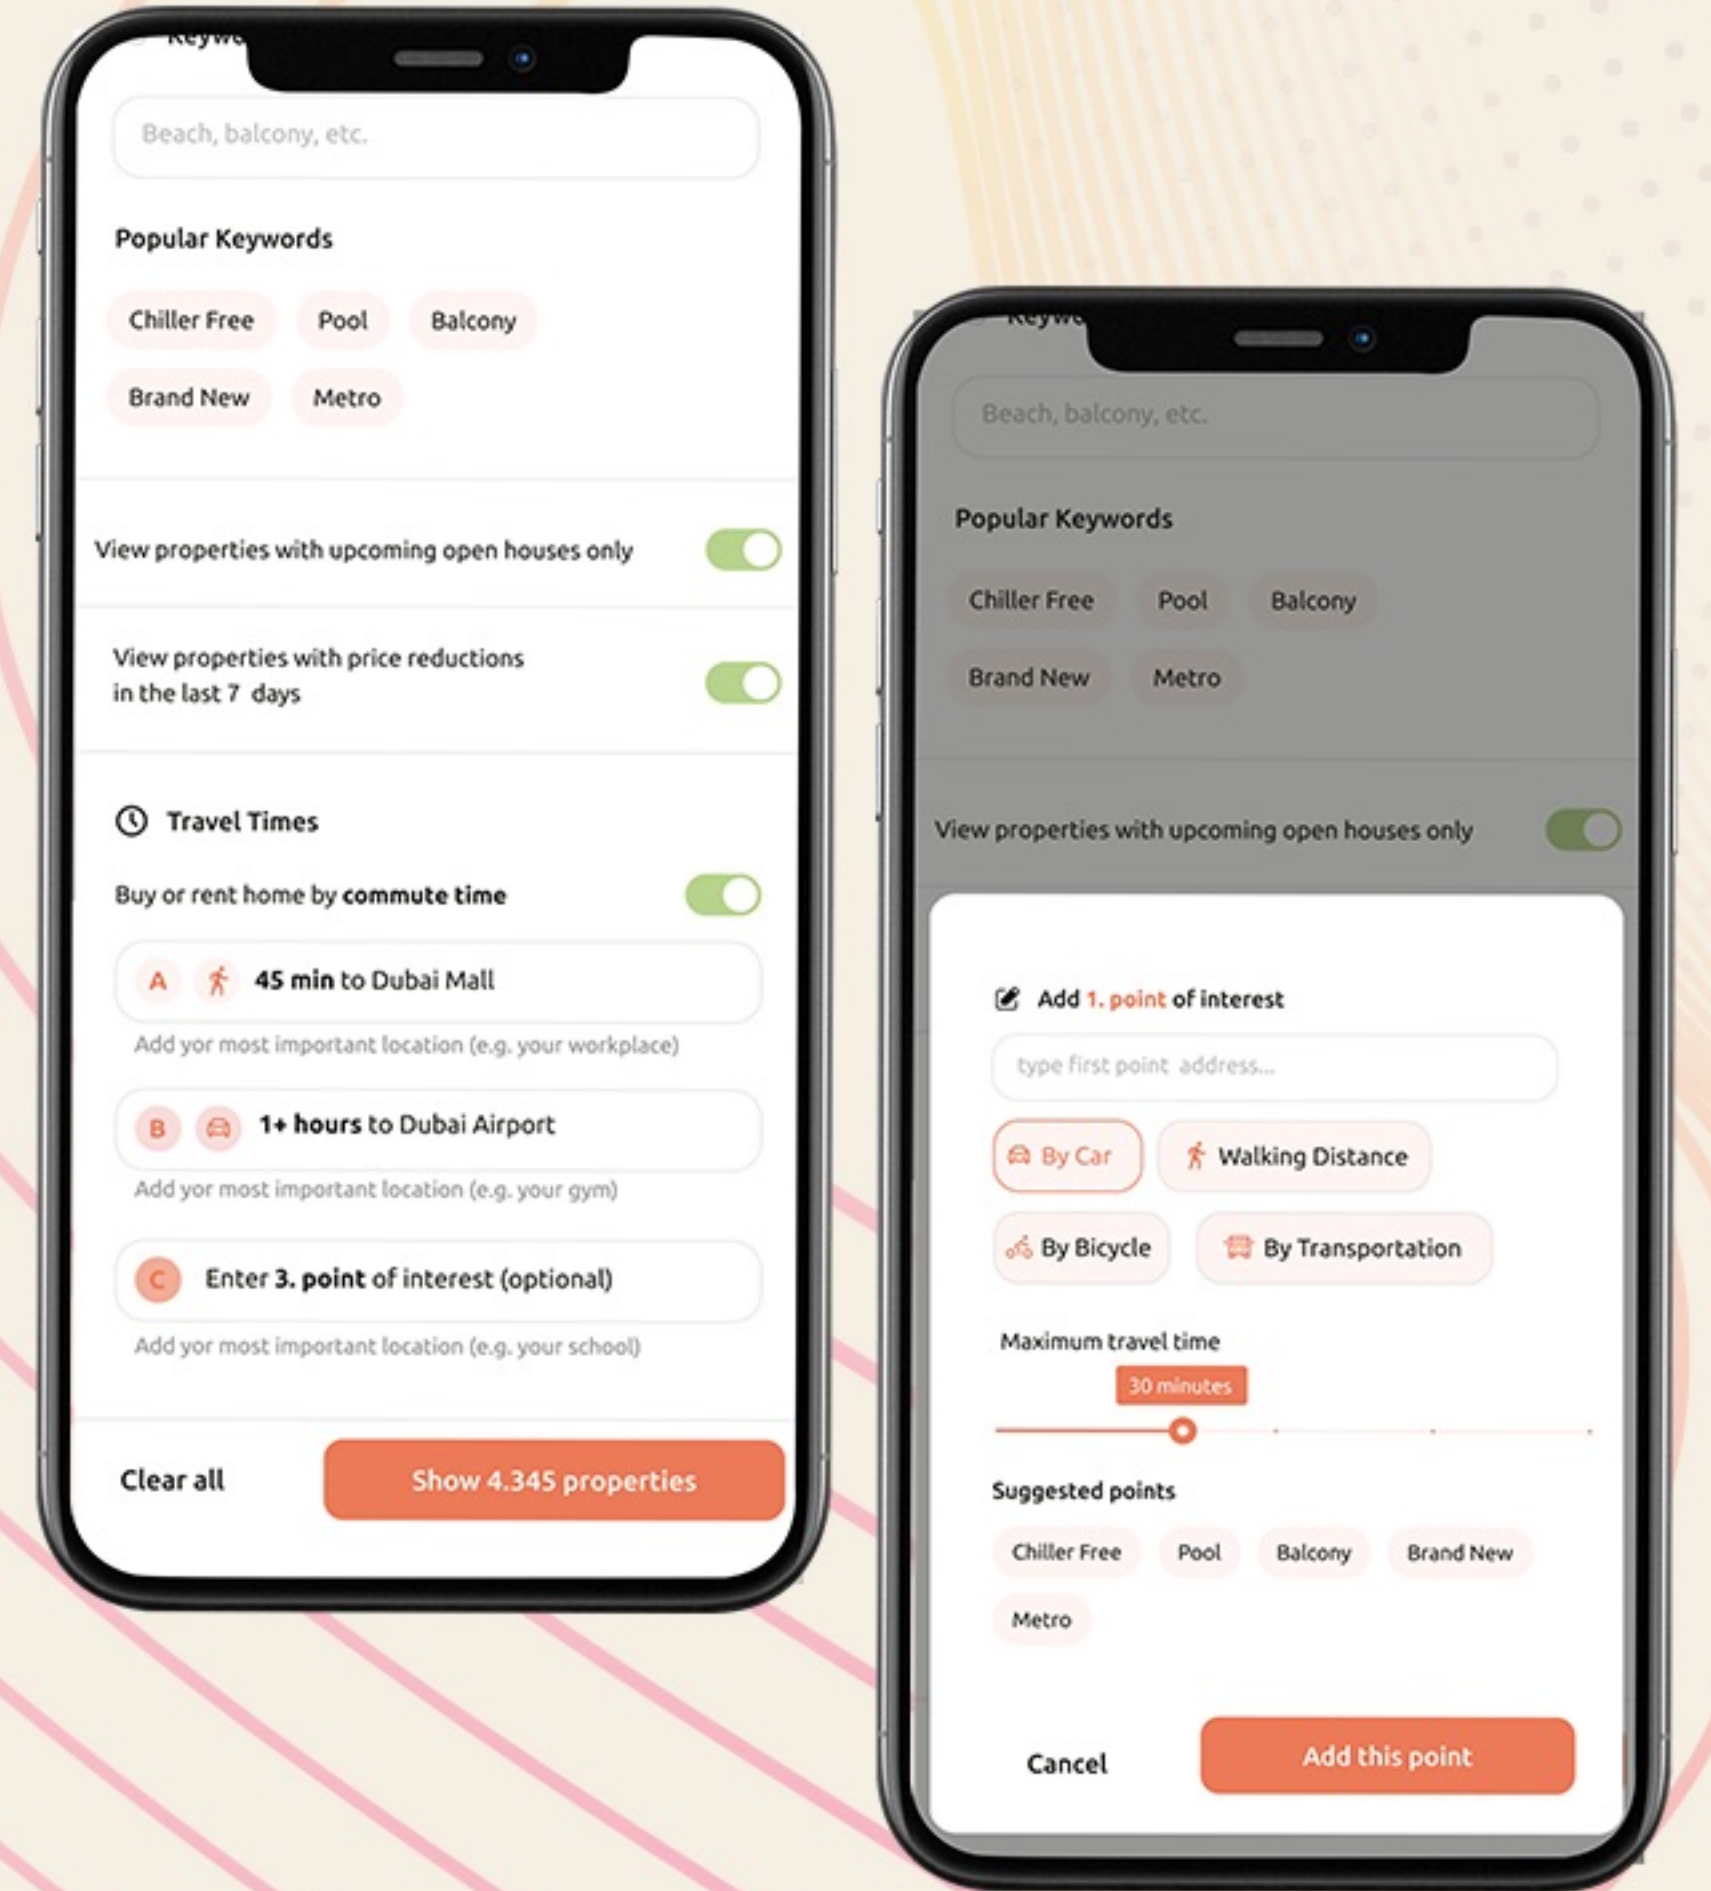 Beach, balcony, etc.
Popular Keywords
Chiller Free
Pool
Balcony
Brand New
Metro
View properties with upcoming open houses only
View properties with price reductions
in the last 7 days
Travel Times
Buy or rent home by commute time
A
45 min to Dubai Mall
Add yor most important location (e.g. your workplace)
B
1+ hours to Dubai Airport
Add yor most important location (e.g. your gym)
C
Enter 3. point of interest (optional)
Add yor most important location (e.g. your school)
Clear all
Show 4.345 properties
Beach, balcony, etc.
Popular Keywords
Chiller Free
Pool
Balcony
Brand New
Metro
View properties with upcoming open houses only
Add 1. point of interest
type first point address...
By Car
Walking Distance
By Bicycle
By Transportation
Maximum travel time
30 minutes
Suggested points
Chiller Free
Pool
Balcony
Brand New
Metro
Cancel
Add this point